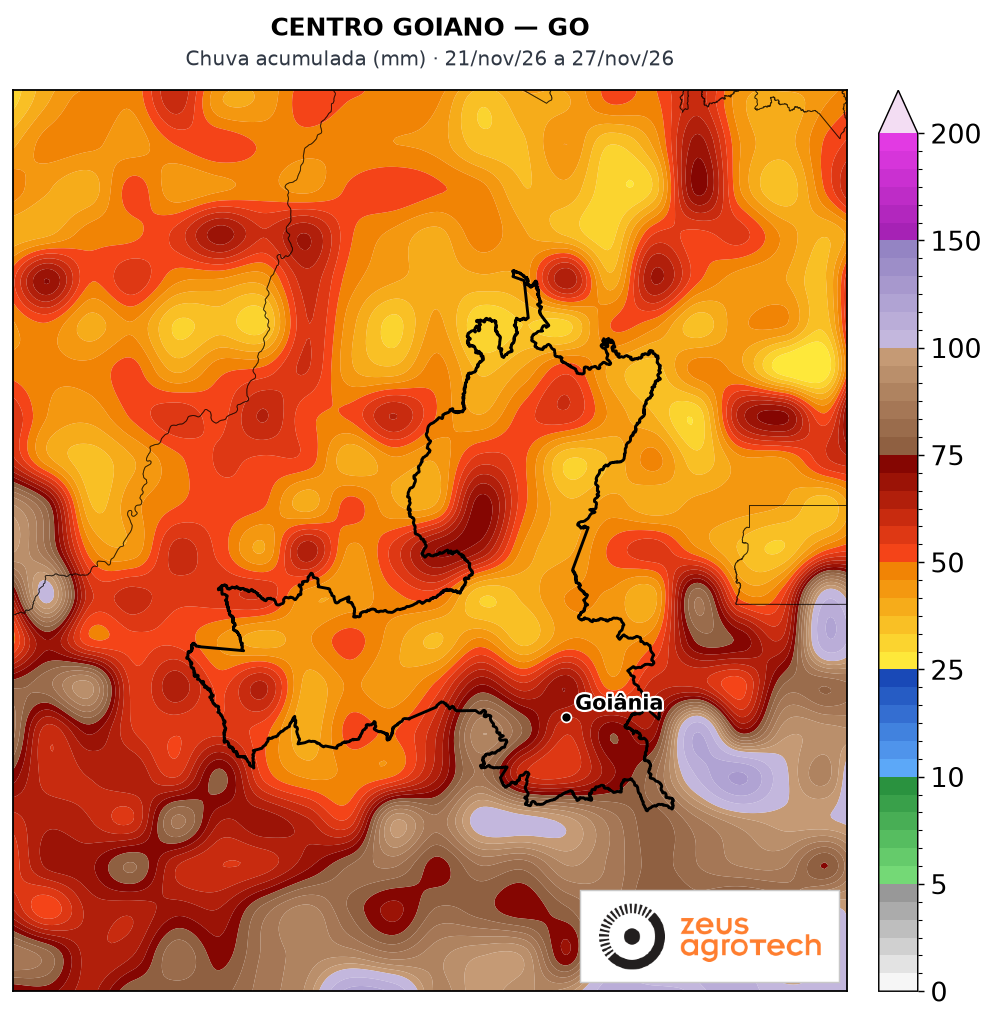 CENTRO GOIANO — GO
Chuva acumulada (mm) · 21/nov/26 a 27/nov/26
200
150
100
75
50
25
10
5
0
Goiânia
zeus
agrotech